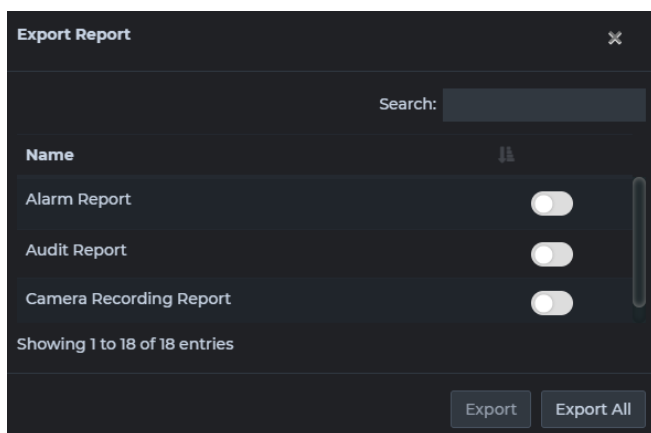 Export Report
Search:
Name
Alarm Report
Audit Report
Camera Recording Report
Showing 1 to 18 of 18 entries
Export Export All